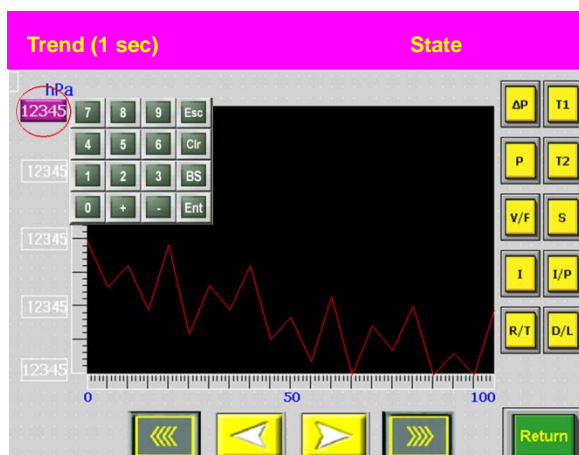 Trend (1 sec) State
hPa
12345 7 8 9 Esc ΔP T1
4 5 6 Clr
12345 1 2 3 BS P T2
0 + - Ent
12345 V/F S
I I/P
12345 R/T D/L
12345
0 50 100
Return